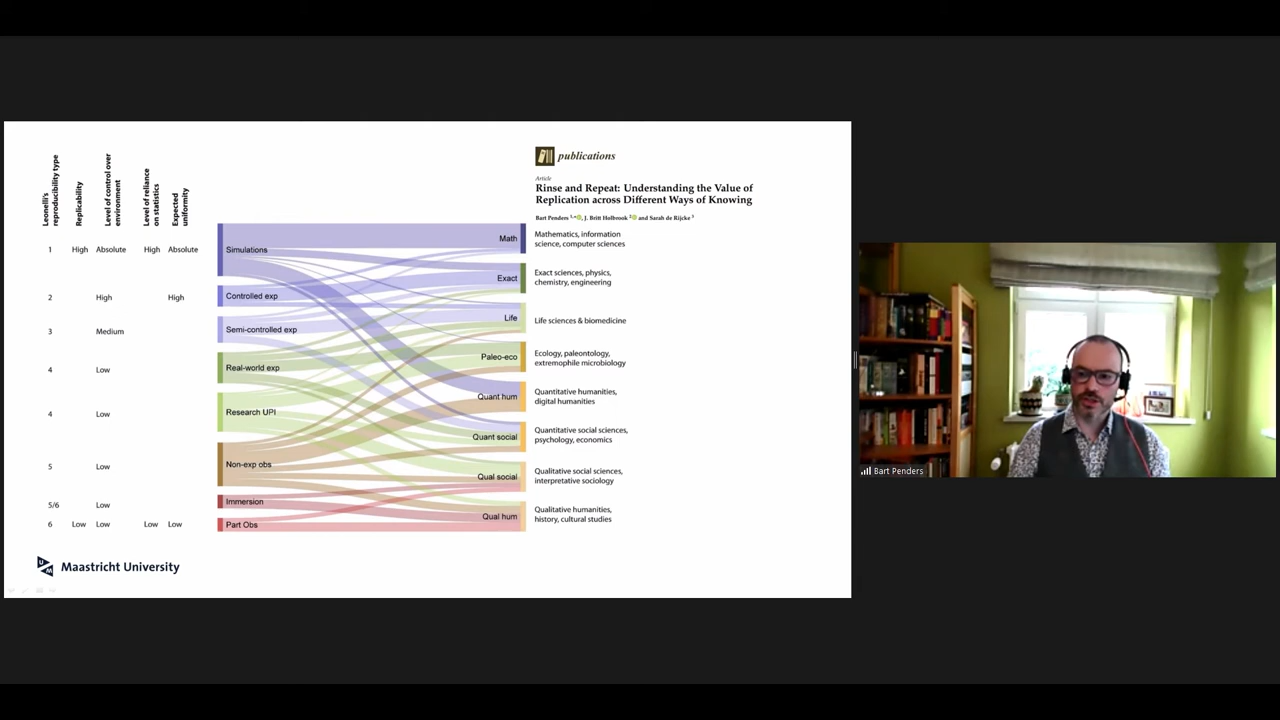 Leonelli's
reproducibility type
Replicability
Level of control over
environment
Level of reliance
on statistics
Expected
uniformity
publications
Article
Rinse and Repeat: Understanding the Value of
Replication across Different Ways of Knowing
Bart Penders 1,*, J. Britt Holbrook 2 and Sarah de Rijcke 3
1 High Absolute High Absolute
2 High High
3 Medium
4 Low
4 Low
5 Low
5/6 Low
6 Low Low Low Low
Simulations
Controlled exp
Semi-controlled exp
Real-world exp
Research UPI
Non-exp obs
Immersion
Part Obs
Math
Exact
Life
Paleo-eco
Quant hum
Quant social
Qual social
Qual hum
Mathematics, information
science, computer sciences
Exact sciences, physics,
chemistry, engineering
Life sciences & biomedicine
Ecology, paleontology,
extremophile microbiology
Quantitative humanities,
digital humanities
Quantitative social sciences,
psychology, economics
Qualitative social sciences,
interpretative sociology
Qualitative humanities,
history, cultural studies
UM
Maastricht University
Bart Penders